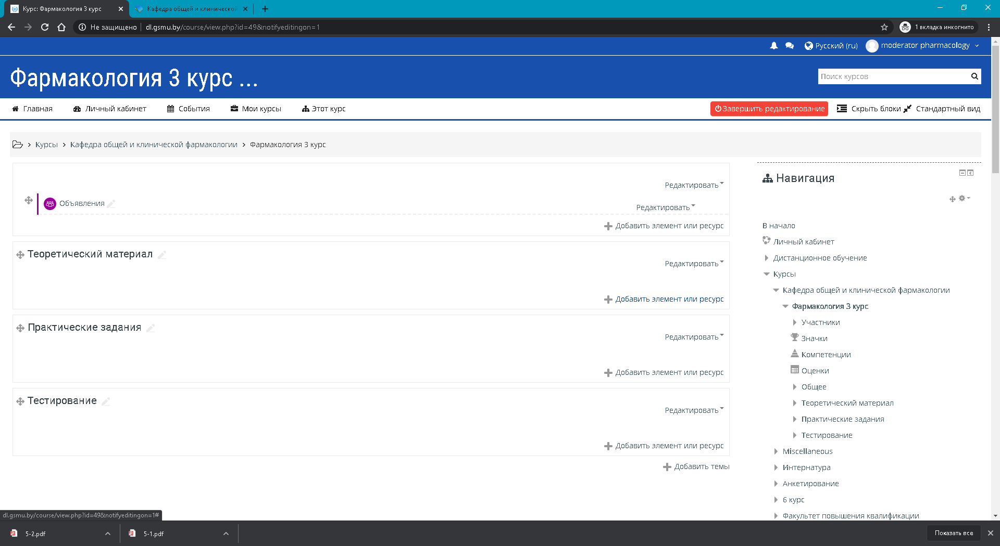 Курс: Фармакология 3 курс
Кафедра общей и клинической
Не защищено
dl.gsmu.by/course/view.php?id=49&notifyeditingon=1
1 вкладка инкогнито
Русский (ru)
moderator pharmacology
Фармакология 3 курс ...
Поиск курсов
Главная
Личный кабинет
События
Мои курсы
Этот курс
Завершить редактирование
Скрыть блоки
Стандартный вид
Курсы
Кафедра общей и клинической фармакологии
Фармакология 3 курс
Редактировать
Объявления
Редактировать
Добавить элемент или ресурс
Теоретический материал
Редактировать
Добавить элемент или ресурс
Практические задания
Редактировать
Добавить элемент или ресурс
Тестирование
Редактировать
Добавить элемент или ресурс
Добавить темы
Навигация
В начало
Личный кабинет
Дистанционное обучение
Курсы
Кафедра общей и клинической фармакологии
Фармакология 3 курс
Участники
Значки
Компетенции
Оценки
Общее
Теоретический материал
Практические задания
Тестирование
Miscellaneous
Интернатура
Анкетирование
6 курс
Факультет повышения квалификации
dl.gsmu.by/course/view.php?id=49&notifyeditingon=1#
5-2.pdf
5-1.pdf
Показать все